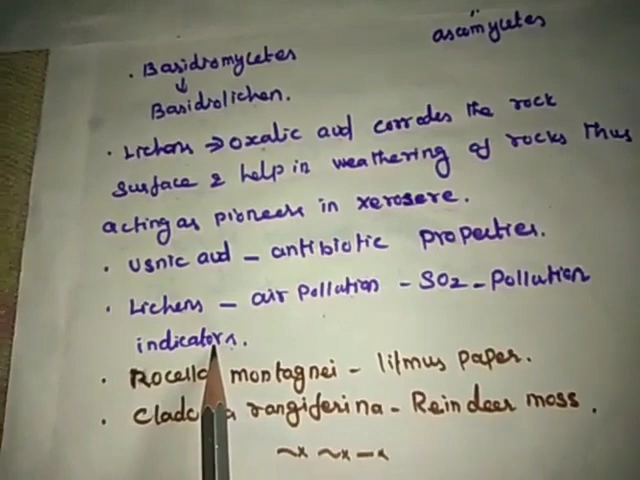 ascomycetes
. Basidiomycetes
↓
Basidiolichen.
. Lichens → oxalic acid corrodes the rock
surface & help in weathering of rocks thus
acting as pioneers in xerosere.
. Usnic acid – antibiotic properties.
. Lichens – air pollution – SO2 – Pollution
indicators.
. Rocella montagnei – litmus paper.
. rangiferina – Reindeer moss.